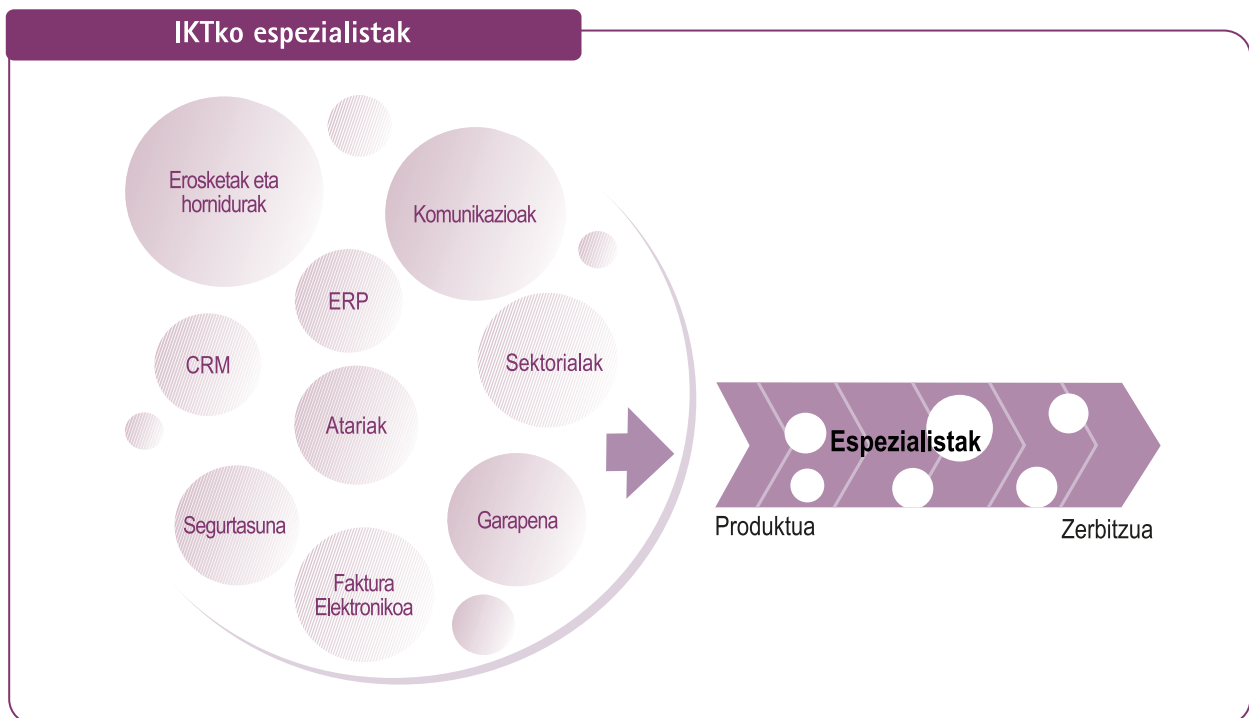 IKTko espezialistak
Erosketak eta
hornidurak
Komunikazioak
ERP
CRM
Sektorialak
Atariak
Segurtasuna
Garapena
Faktura
Elektronikoa
Espezialistak
Produktua
Zerbitzua